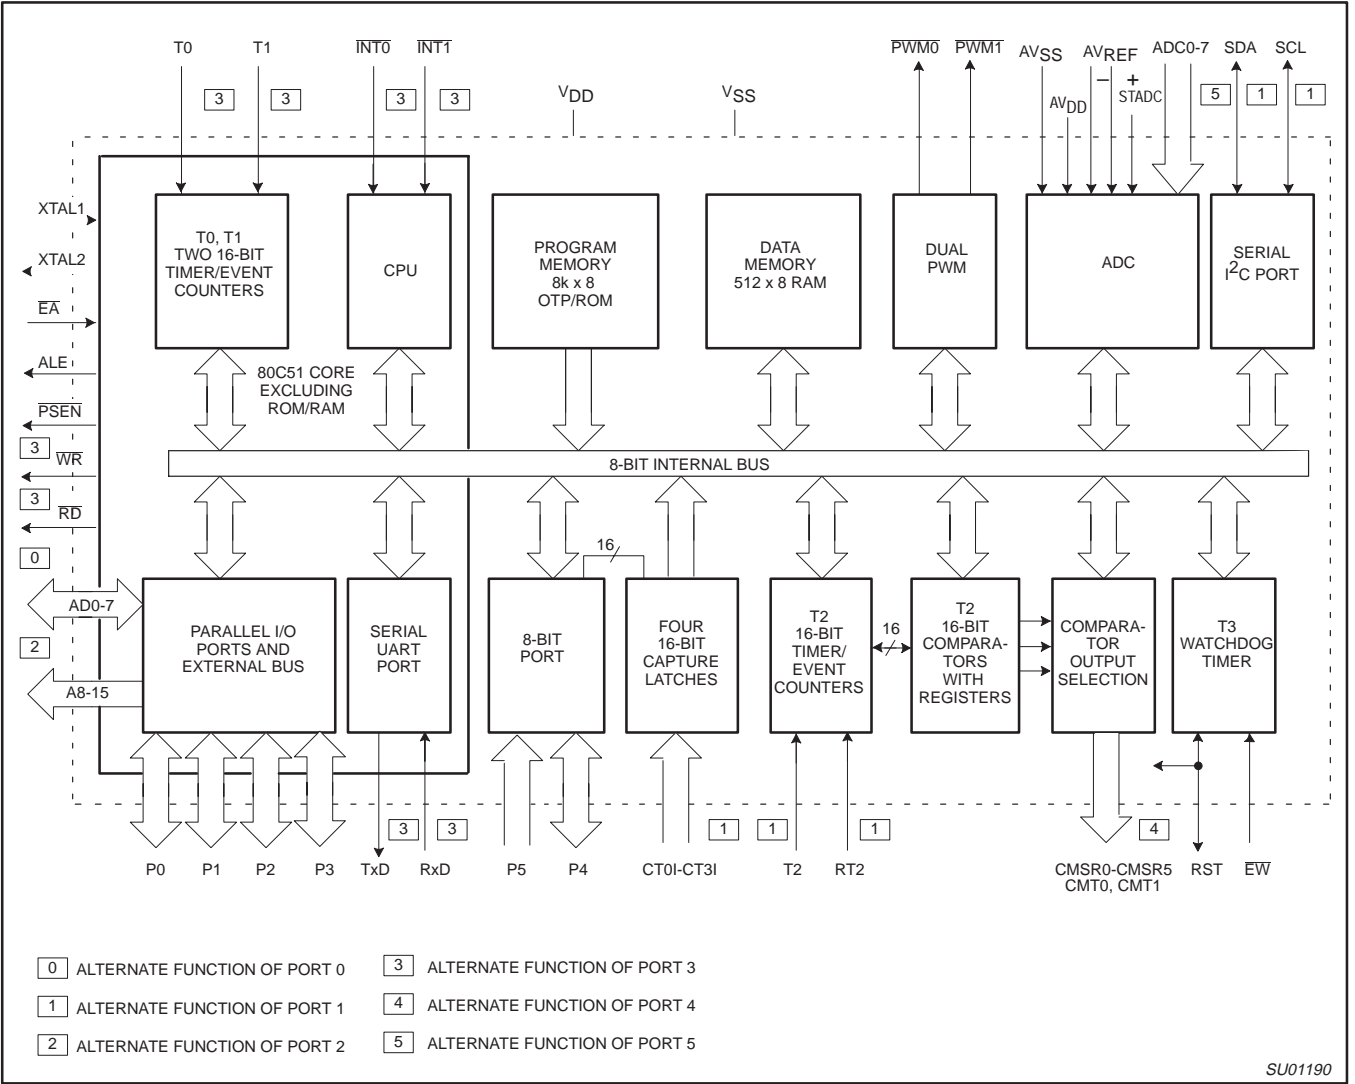 T0 T1 INT0 INT1 PWM0 PWM1 AVSS AVREF ADC0-7 SDA SCL
− +
3 3 3 3 VDD VSS AVDD STADC 5 1 1
XTAL1
XTAL2
EA
ALE
PSEN
3 WR
3 RD
0
AD0-7
2
A8-15
T0, T1
TWO 16-BIT
TIMER/EVENT
COUNTERS
CPU
PROGRAM
MEMORY
8k x 8
OTP/ROM
DATA
MEMORY
512 x 8 RAM
DUAL
PWM
ADC
SERIAL
I2C PORT
80C51 CORE
EXCLUDING
ROM/RAM
8-BIT INTERNAL BUS
PARALLEL I/O
PORTS AND
EXTERNAL BUS
SERIAL
UART
PORT
8-BIT
PORT
16
FOUR
16-BIT
CAPTURE
LATCHES
T2
16-BIT
TIMER/
EVENT
COUNTERS
16
T2
16-BIT
COMPARA-
TORS
WITH
REGISTERS
COMPARA-
TOR
OUTPUT
SELECTION
T3
WATCHDOG
TIMER
3 3 1 1 1 4
P0 P1 P2 P3 TxD RxD P5 P4 CT0I-CT3I T2 RT2 CMSR0-CMSR5 RST EW
CMT0, CMT1
0 ALTERNATE FUNCTION OF PORT 0
1 ALTERNATE FUNCTION OF PORT 1
2 ALTERNATE FUNCTION OF PORT 2
3 ALTERNATE FUNCTION OF PORT 3
4 ALTERNATE FUNCTION OF PORT 4
5 ALTERNATE FUNCTION OF PORT 5
SU01190